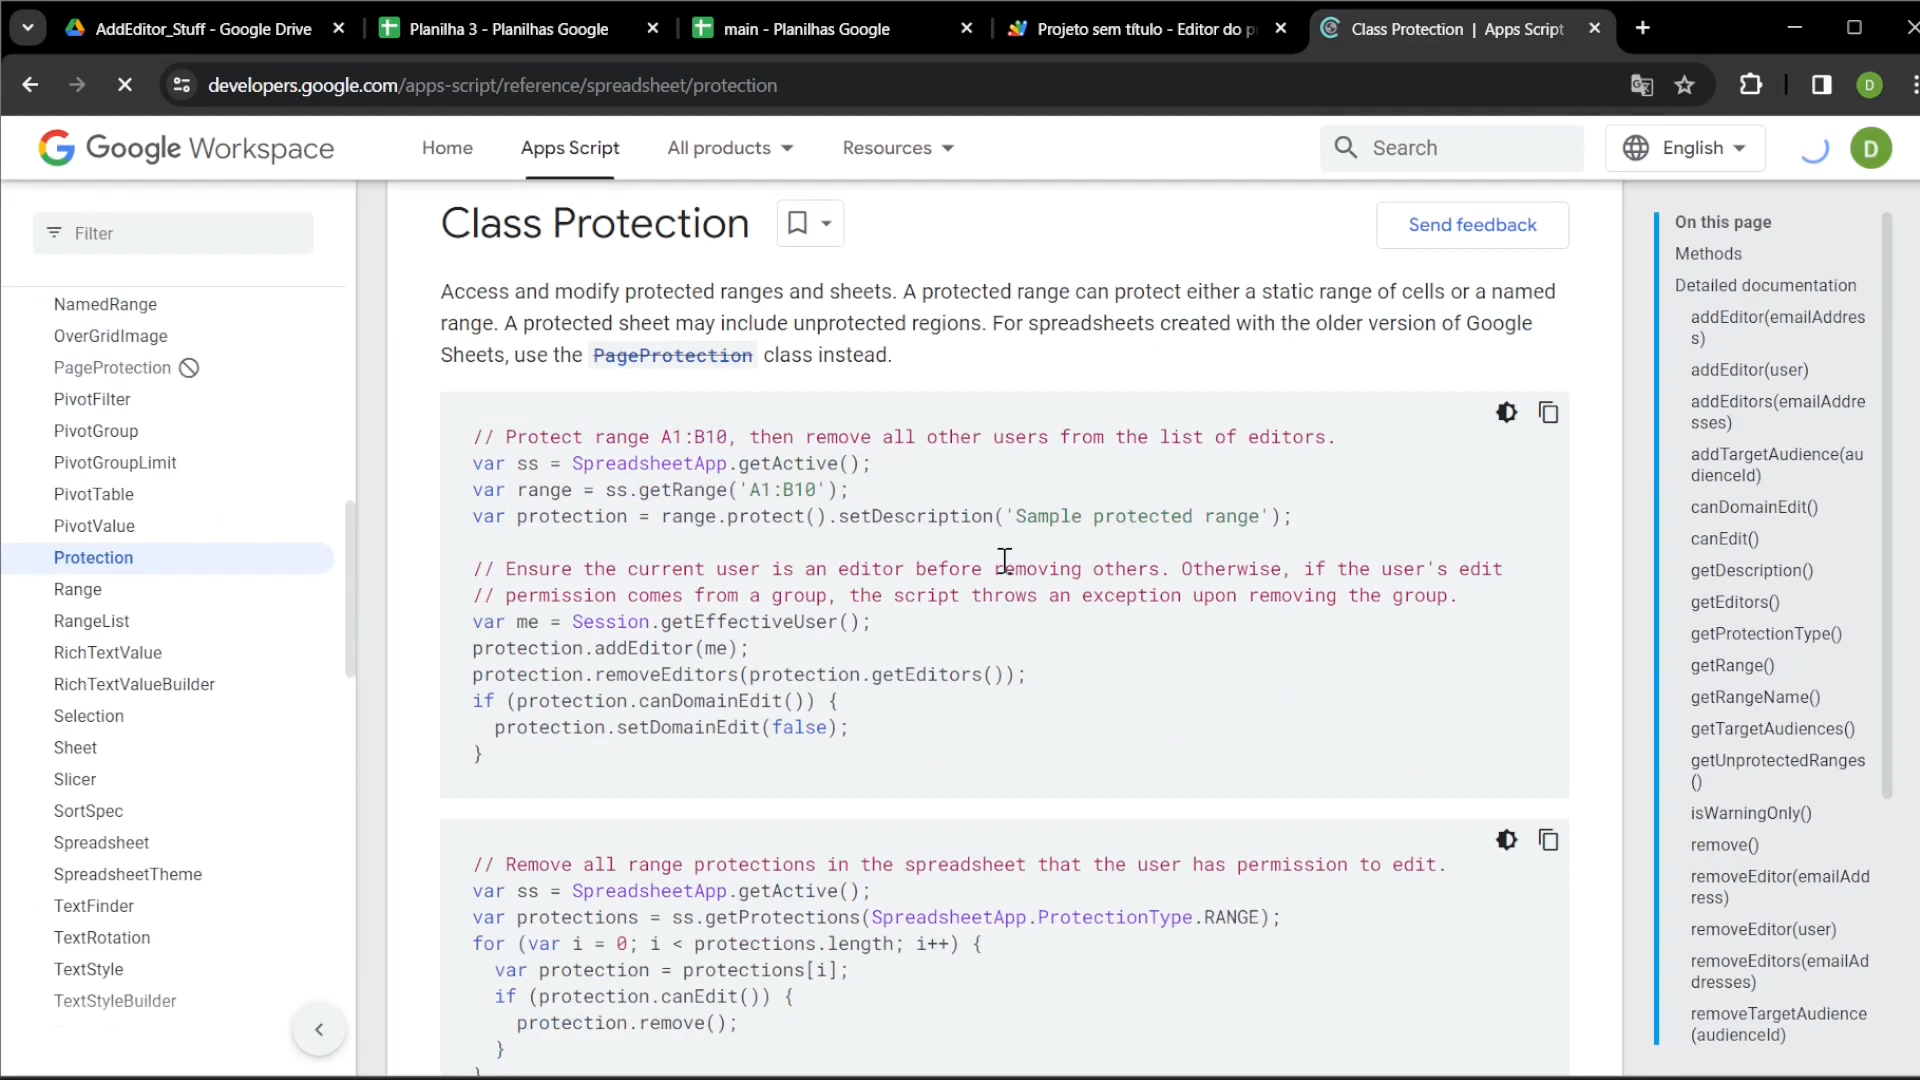 AddEditor_Stuff - Google Drive
Planilha 3 - Planilhas Google
main - Planilhas Google
Projeto sem título - Editor do p
Class Protection | Apps Script
developers.google.com/apps-script/reference/spreadsheet/protection
D
Google Workspace
Home
Apps Script
All products
Resources
Search
English
D
Filter
NamedRange
OverGridImage
PageProtection
PivotFilter
PivotGroup
PivotGroupLimit
PivotTable
PivotValue
Protection
Range
RangeList
RichTextValue
RichTextValueBuilder
Selection
Sheet
Slicer
SortSpec
Spreadsheet
SpreadsheetTheme
TextFinder
TextRotation
TextStyle
TextStyleBuilder
Class Protection
Send feedback
Access and modify protected ranges and sheets. A protected range can protect either a static range of cells or a named
range. A protected sheet may include unprotected regions. For spreadsheets created with the older version of Google
Sheets, use the PageProtection class instead.
// Protect range A1:B10, then remove all other users from the list of editors.
var ss = SpreadsheetApp.getActive();
var range = ss.getRange('A1:B10');
var protection = range.protect().setDescription('Sample protected range');
// Ensure the current user is an editor before removing others. Otherwise, if the user's edit
// permission comes from a group, the script throws an exception upon removing the group.
var me = Session.getEffectiveUser();
protection.addEditor(me);
protection.removeEditors(protection.getEditors());
if (protection.canDomainEdit()) {
protection.setDomainEdit(false);
}
// Remove all range protections in the spreadsheet that the user has permission to edit.
var ss = SpreadsheetApp.getActive();
var protections = ss.getProtections(SpreadsheetApp.ProtectionType.RANGE);
for (var i = 0; i < protections.length; i++) {
var protection = protections[i];
if (protection.canEdit()) {
protection.remove();
}
}
On this page
Methods
Detailed documentation
addEditor(emailAddres
s)
addEditor(user)
addEditors(emailAddre
sses)
addTargetAudience(au
dienceId)
canDomainEdit()
canEdit()
getDescription()
getEditors()
getProtectionType()
getRange()
getRangeName()
getTargetAudiences()
getUnprotectedRanges
()
isWarningOnly()
remove()
removeEditor(emailAdd
ress)
removeEditor(user)
removeEditors(emailAd
dresses)
removeTargetAudience
(audienceId)